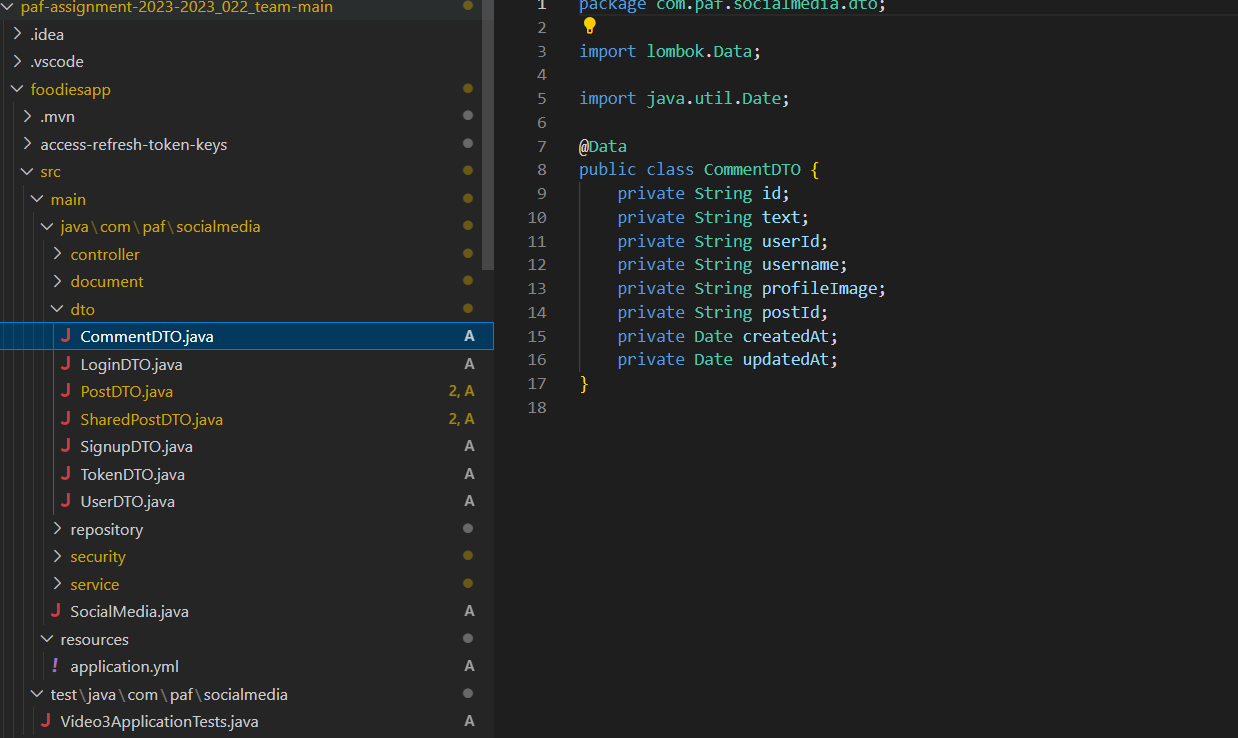 paf-assignment-2023-2023_022_team-main
.idea
.vscode
foodiesapp
.mvn
access-refresh-token-keys
src
main
java\com\paf\socialmedia
controller
document
dto
CommentDTO.java A
LoginDTO.java A
PostDTO.java 2, A
SharedPostDTO.java 2, A
SignupDTO.java A
TokenDTO.java A
UserDTO.java A
repository
security
service
SocialMedia.java A
resources
! application.yml A
test\java\com\paf\socialmedia
Video3ApplicationTests.java A
1 package com.paf.socialmedia.dto;
2
3 import lombok.Data;
4
5 import java.util.Date;
6
7 @Data
8 public class CommentDTO {
9 private String id;
10 private String text;
11 private String userId;
12 private String username;
13 private String profileImage;
14 private String postId;
15 private Date createdAt;
16 private Date updatedAt;
17 }
18